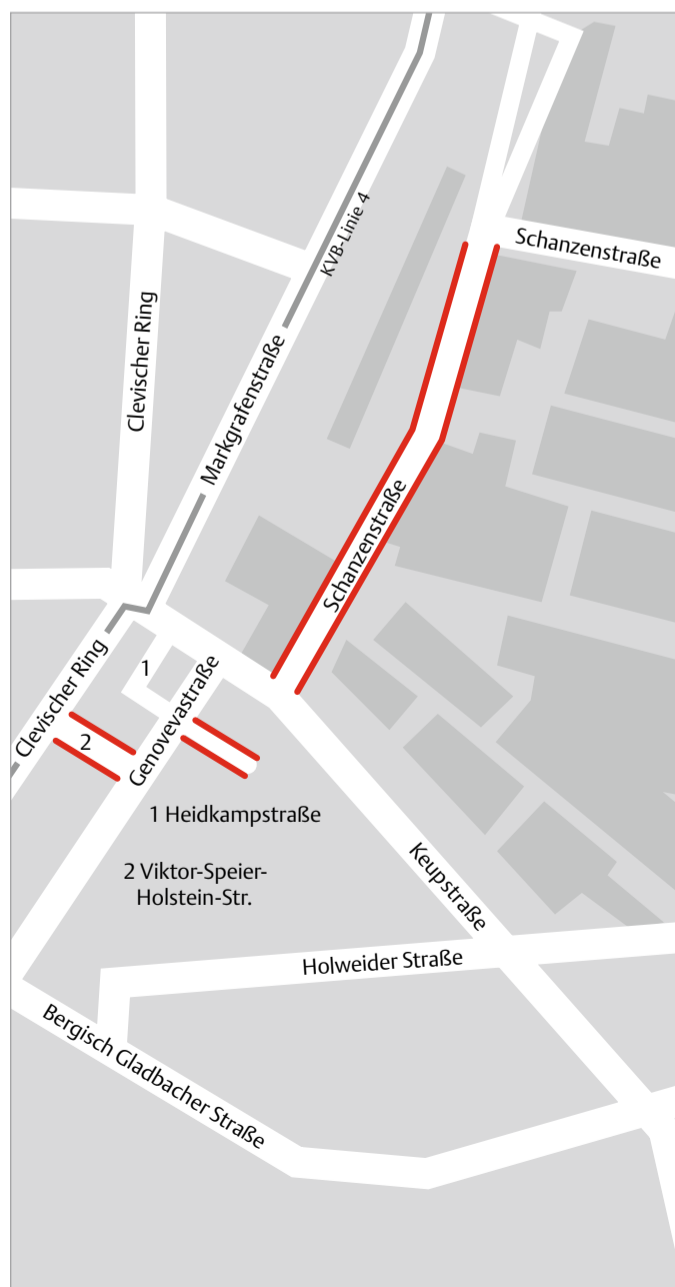 KVB-Linie 4
Schanzenstraße
Clevischer Ring
Markgrafenstraße
Schanzenstraße
1
Clevischer Ring
2
Genovevastraße
1 Heidkampstraße
2 Viktor-Speier-
Holstein-Str.
Keupstraße
Holweider Straße
Bergisch Gladbacher Straße